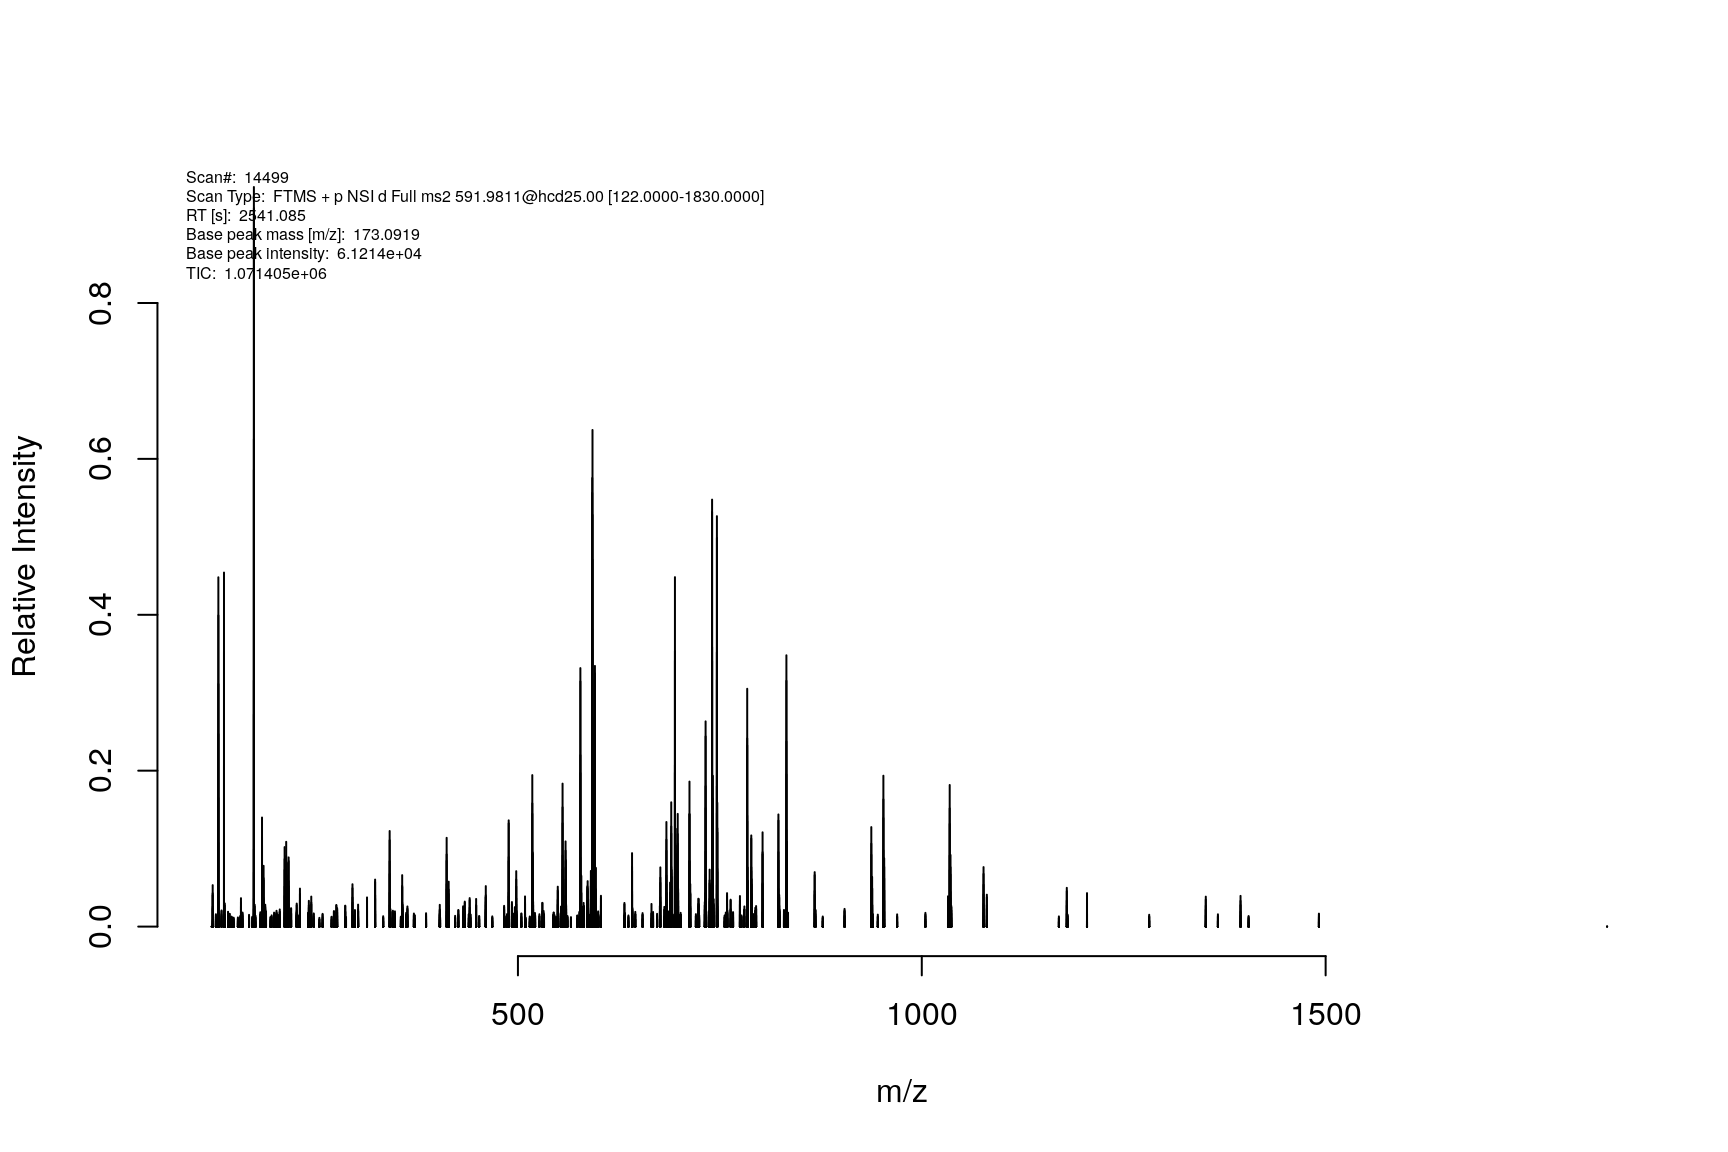 Scan#: 14499
Scan Type: FTMS + p NSI d Full ms2 591.9811@hcd25.00 [122.0000-1830.0000]
RT [s]: 2541.085
Base peak mass [m/z]: 173.0919
Base peak intensity: 6.1214e+04
TIC: 1.071405e+06
0.8
0.6
0.4
0.2
0.0
Relative Intensity
500 1000 1500
m/z